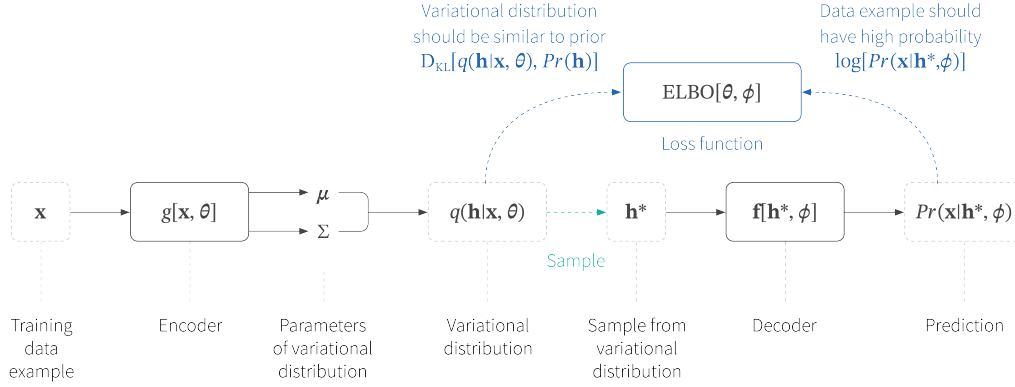 Variational distribution
should be similar to prior
D_KL[q(h|x, θ), Pr(h)]
Data example should
have high probability
log[Pr(x|h*,ϕ)]
ELBO[θ, ϕ]
Loss function
x
g[x, θ]
μ
Σ
q(h|x, θ)
h*
f[h*, ϕ]
Pr(x|h*, ϕ)
Sample
Training
data
example
Encoder
Parameters
of variational
distribution
Variational
distribution
Sample from
variational
distribution
Decoder
Prediction